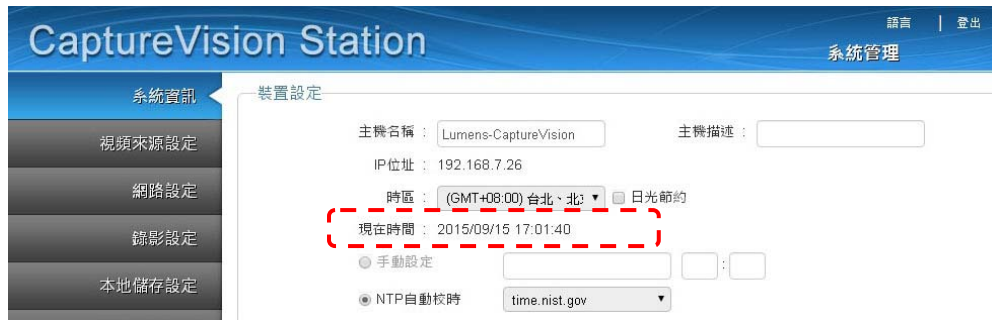 CaptureVision Station
語言 | 登出
系統管理
系統資訊
裝置設定
主機名稱 : Lumens-CaptureVision 主機描述 :
視頻來源設定
IP位址 : 192.168.7.26
網路設定
時區 : (GMT+08:00) 台北、北 日光節約
現在時間 : 2015/09/15 17:01:40
錄影設定
手動設定 :
本地儲存設定
NTP自動校時 time.nist.gov